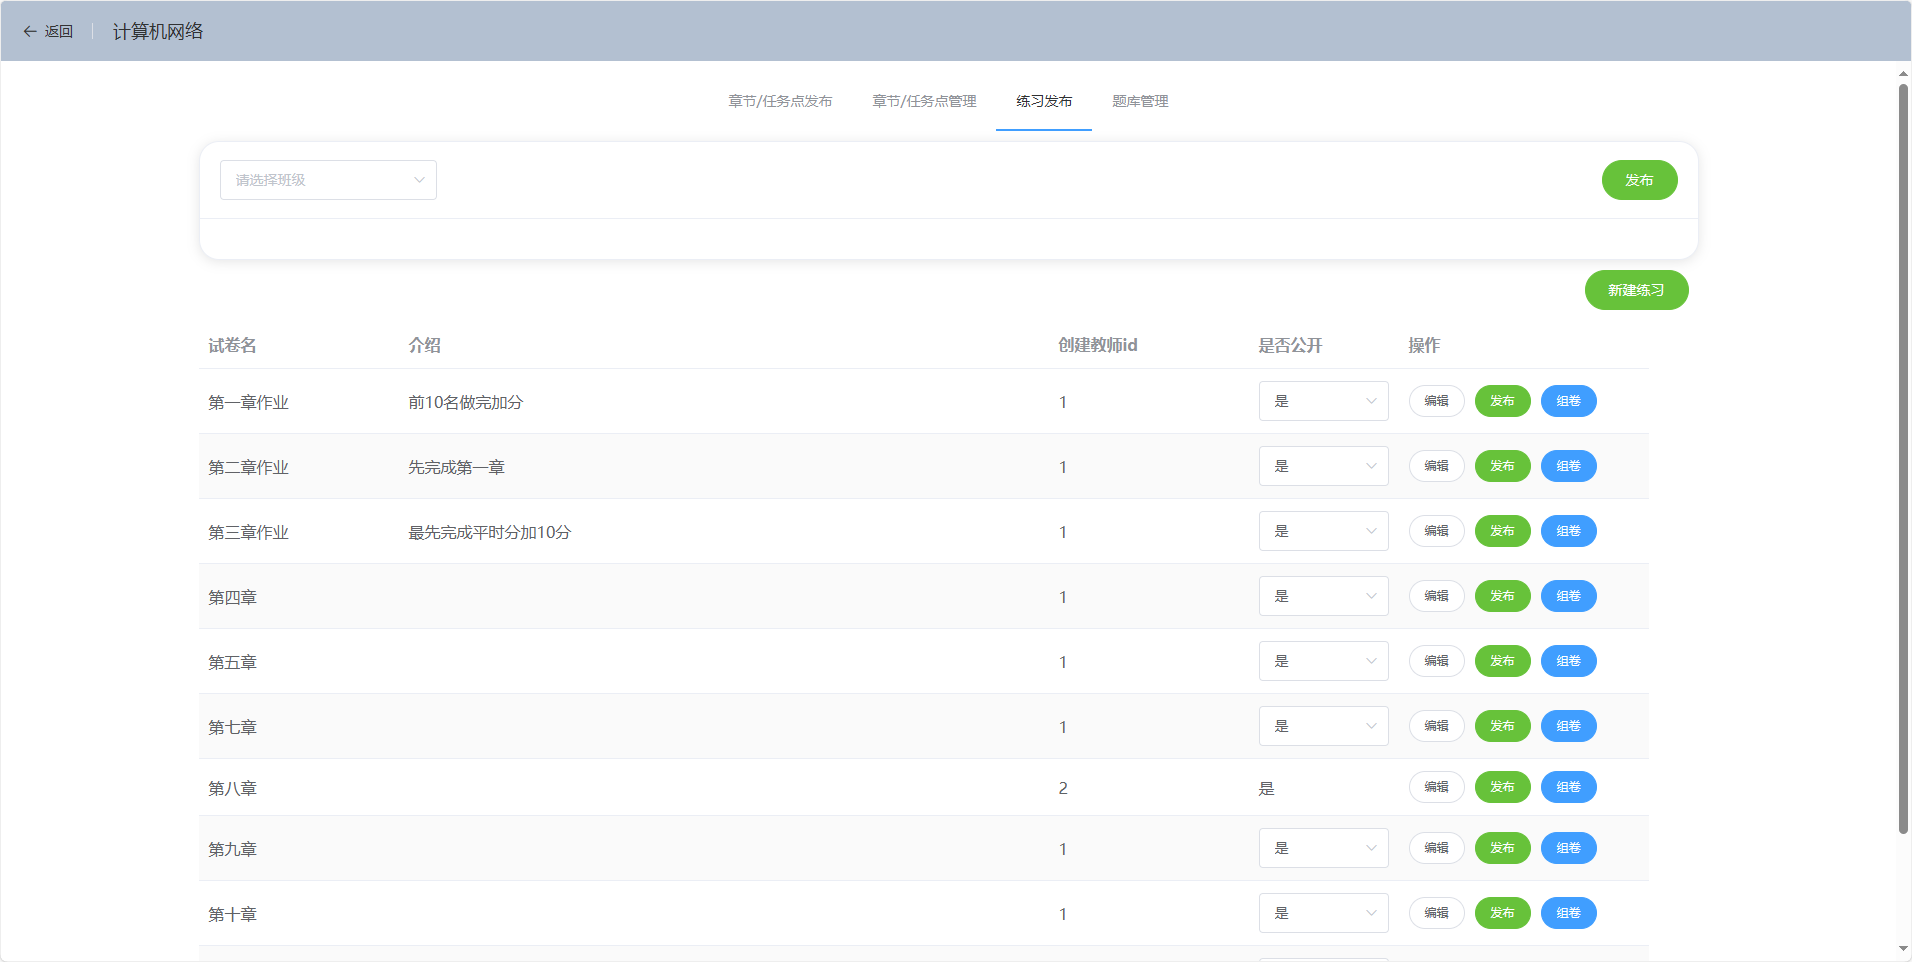 返回 计算机网络
章节/任务点发布 章节/任务点管理 练习发布 题库管理
请选择班级 发布
新建练习
试卷名 介绍 创建教师id 是否公开 操作
第一章作业 前10名做完加分 1 是 编辑 发布 组卷
第二章作业 先完成第一章 1 是 编辑 发布 组卷
第三章作业 最先完成平时分加10分 1 是 编辑 发布 组卷
第四章 1 是 编辑 发布 组卷
第五章 1 是 编辑 发布 组卷
第七章 1 是 编辑 发布 组卷
第八章 2 是 编辑 发布 组卷
第九章 1 是 编辑 发布 组卷
第十章 1 是 编辑 发布 组卷